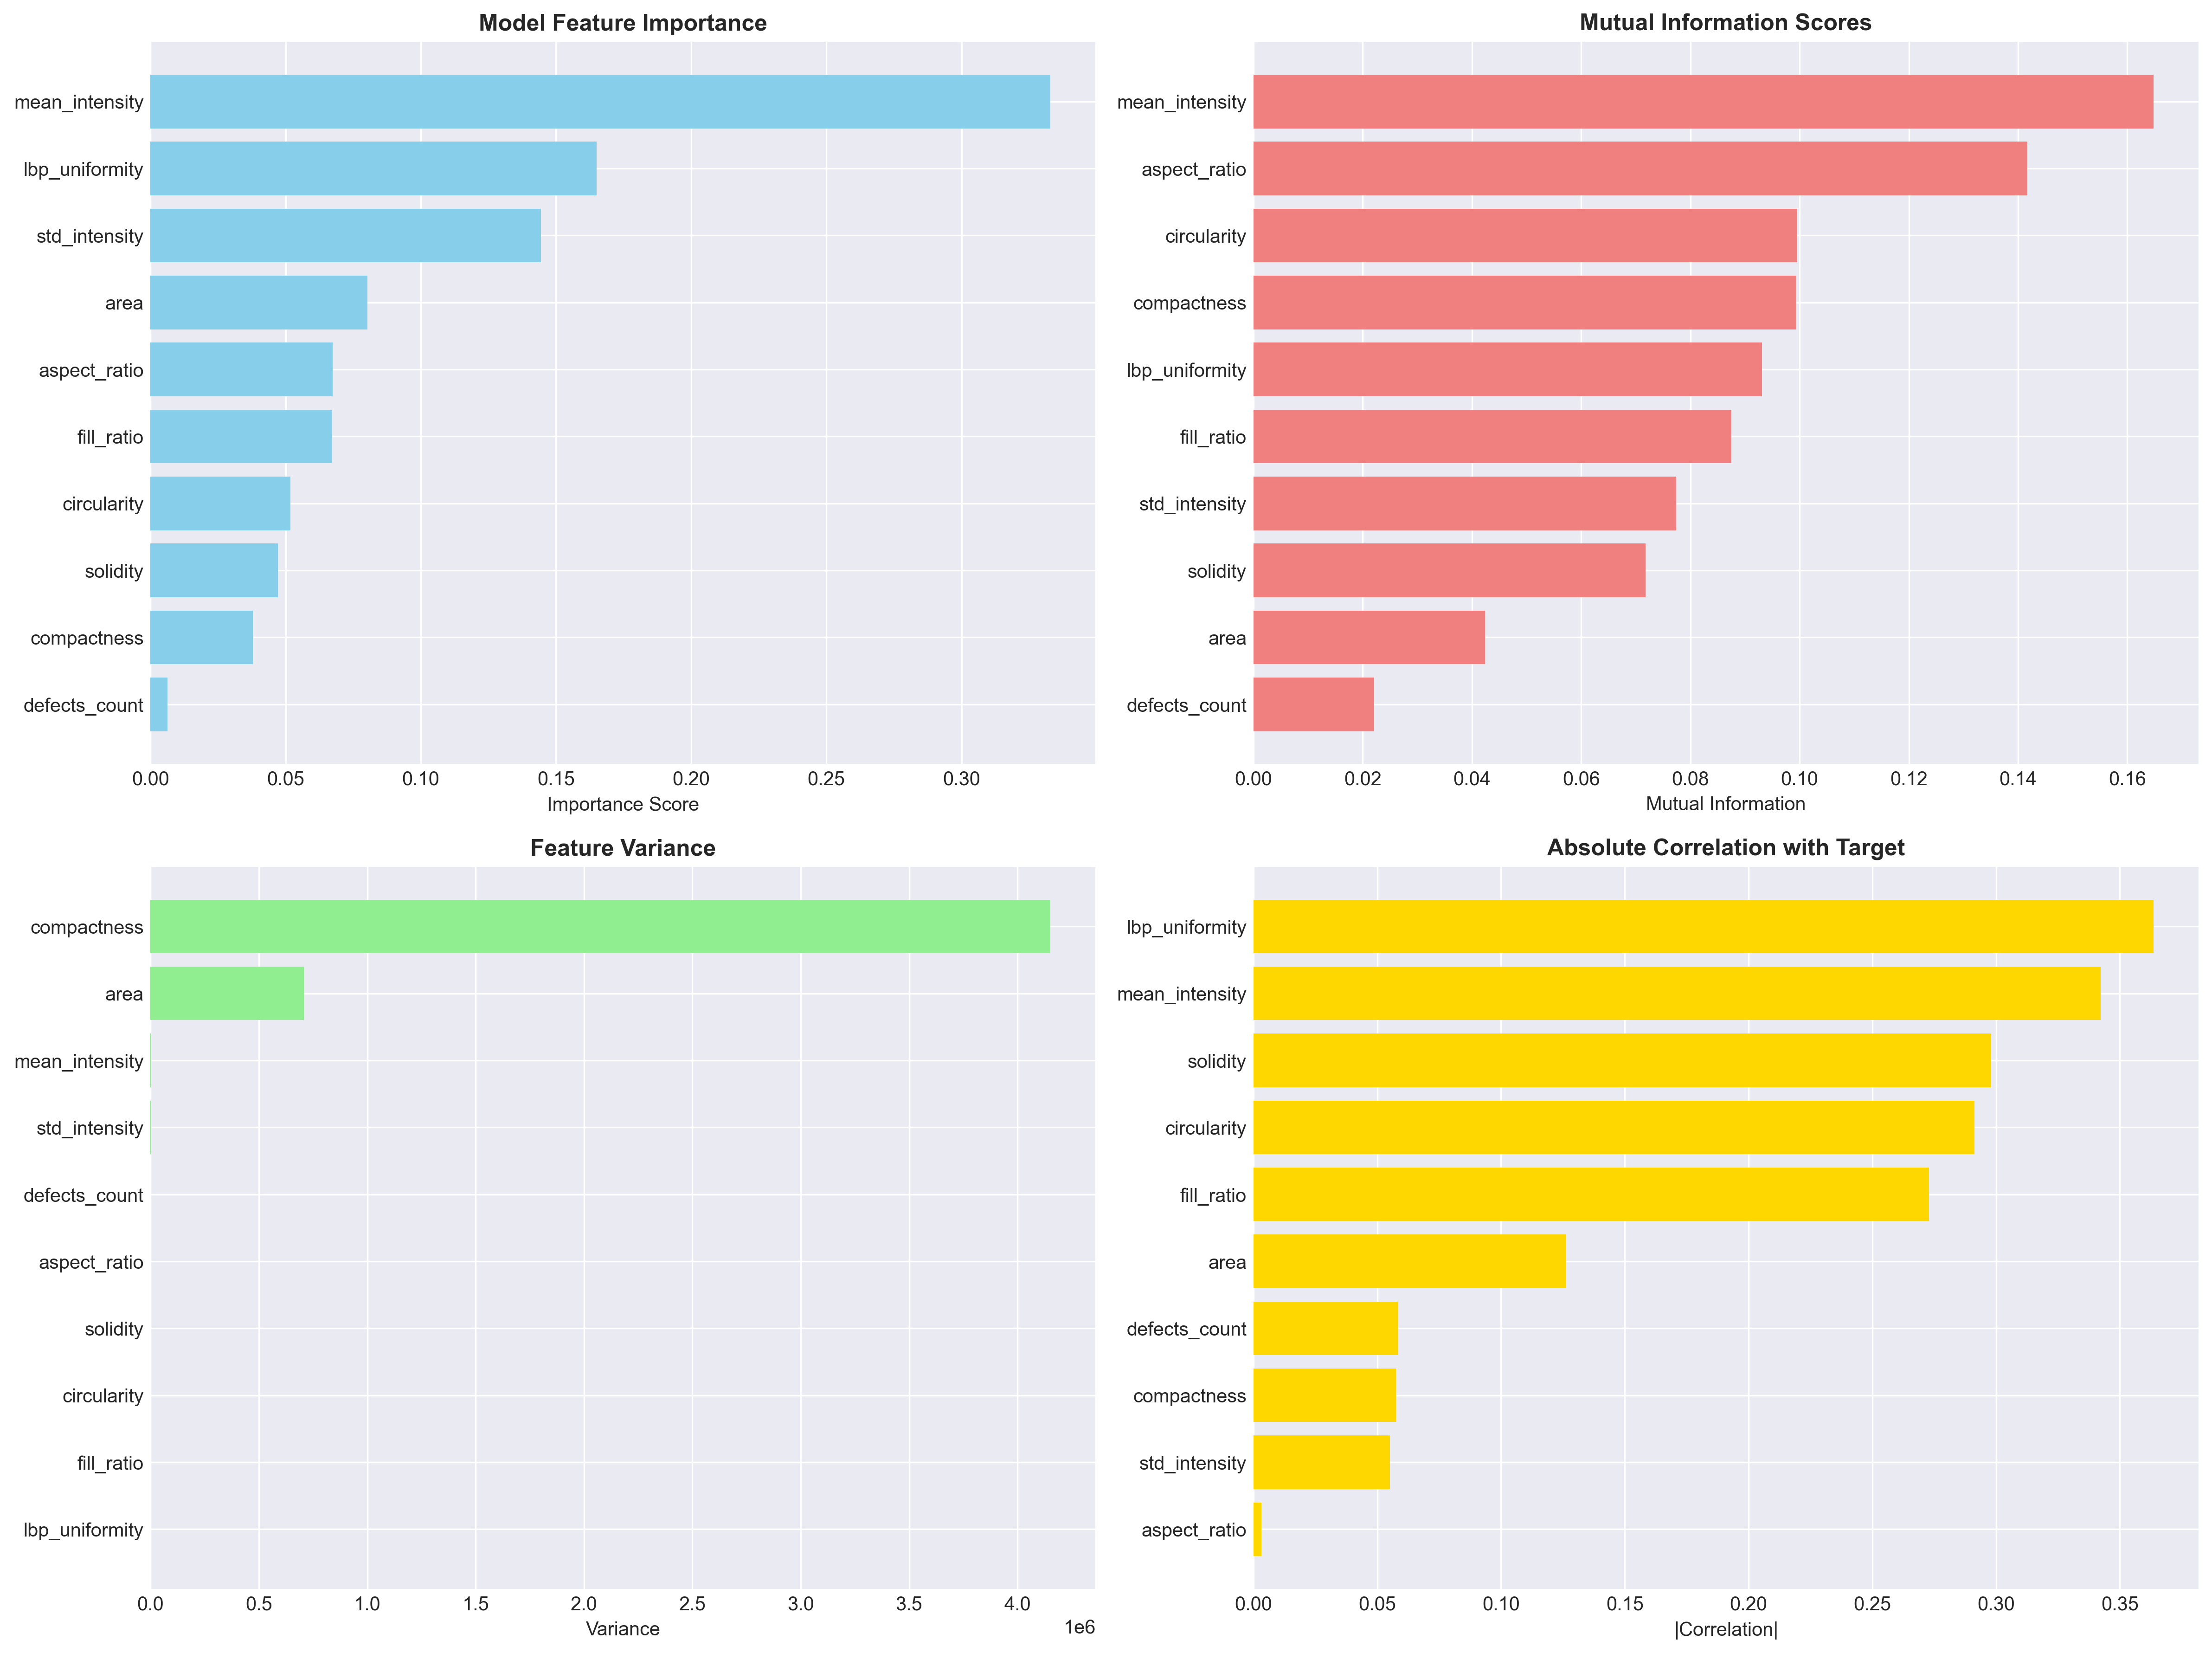 Model Feature Importance
mean_intensity
lbp_uniformity
std_intensity
area
aspect_ratio
fill_ratio
circularity
solidity
compactness
defects_count
0.00 0.05 0.10 0.15 0.20 0.25 0.30
Importance Score
Mutual Information Scores
mean_intensity
aspect_ratio
circularity
compactness
lbp_uniformity
fill_ratio
std_intensity
solidity
area
defects_count
0.00 0.02 0.04 0.06 0.08 0.10 0.12 0.14 0.16
Mutual Information
Feature Variance
compactness
area
mean_intensity
std_intensity
defects_count
aspect_ratio
solidity
circularity
fill_ratio
lbp_uniformity
0.0 0.5 1.0 1.5 2.0 2.5 3.0 3.5 4.0
Variance
1e6
Absolute Correlation with Target
lbp_uniformity
mean_intensity
solidity
circularity
fill_ratio
area
defects_count
compactness
std_intensity
aspect_ratio
0.00 0.05 0.10 0.15 0.20 0.25 0.30 0.35
|Correlation|